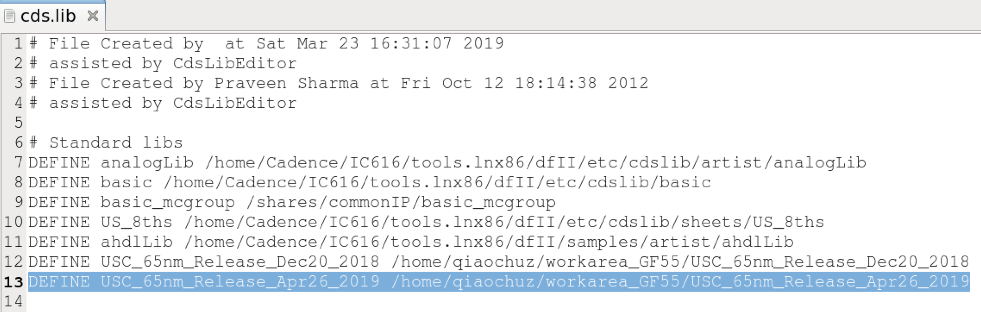 cds.lib
1 # File Created by  at Sat Mar 23 16:31:07 2019
2 # assisted by CdsLibEditor
3 # File Created by Praveen Sharma at Fri Oct 12 18:14:38 2012
4 # assisted by CdsLibEditor
5
6 # Standard libs
7 DEFINE analogLib /home/Cadence/IC616/tools.lnx86/dfII/etc/cdslib/artist/analogLib
8 DEFINE basic /home/Cadence/IC616/tools.lnx86/dfII/etc/cdslib/basic
9 DEFINE basic_mcgroup /shares/commonIP/basic_mcgroup
10 DEFINE US_8ths /home/Cadence/IC616/tools.lnx86/dfII/etc/cdslib/sheets/US_8ths
11 DEFINE ahdlLib /home/Cadence/IC616/tools.lnx86/dfII/samples/artist/ahdlLib
12 DEFINE USC_65nm_Release_Dec20_2018 /home/qiaochuz/workarea_GF55/USC_65nm_Release_Dec20_2018
13 DEFINE USC_65nm_Release_Apr26_2019 /home/qiaochuz/workarea_GF55/USC_65nm_Release_Apr26_2019
14